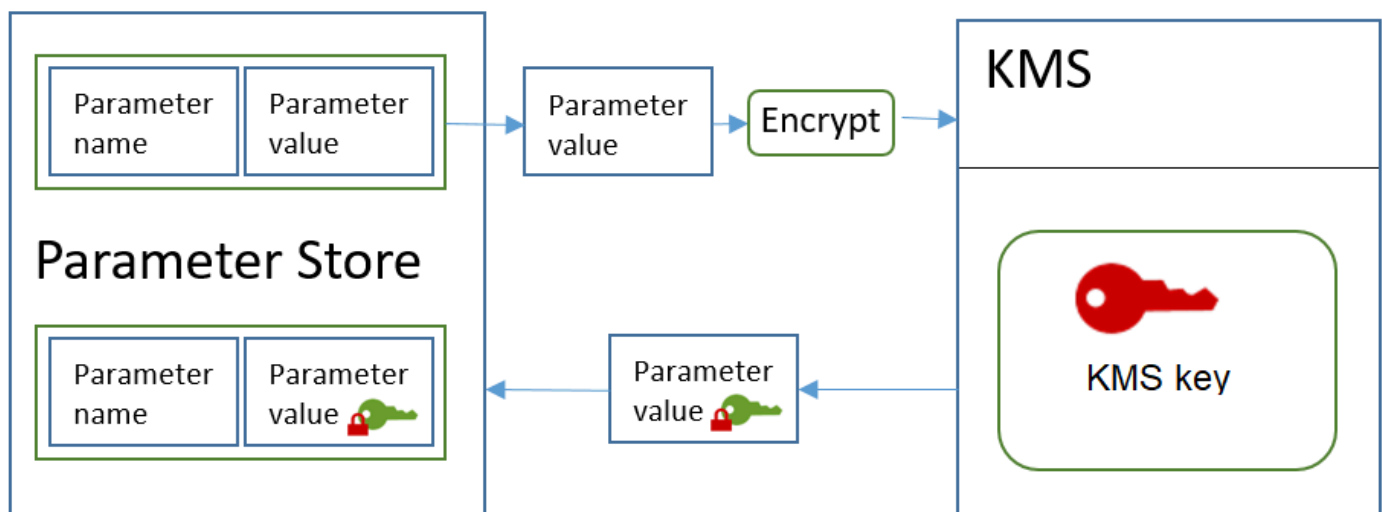 Parameter
name
Parameter
value
Parameter
value
Encrypt
KMS
Parameter Store
Parameter
name
Parameter
value
Parameter
value
KMS key